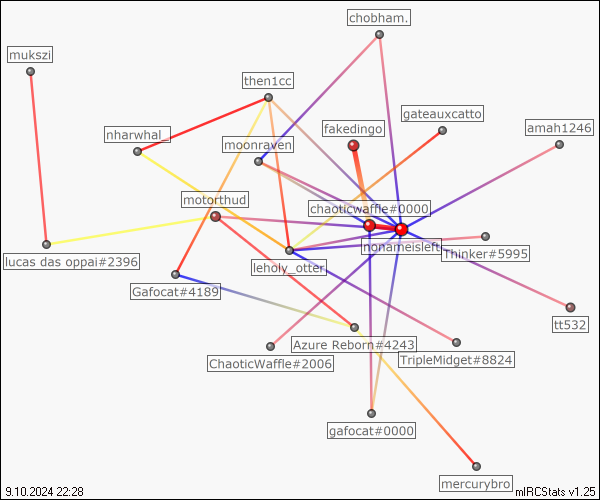 chobham.
mukszi
then1cc
gateauxcatto
fakedingo
amah1246
nharwhal_
moonraven
motorthud
chaoticwaffle#0000
nonameisleft
Thinker#5995
lucas das oppai#2396
leholy_otter
Gafocat#4189
tt532
Azure Reborn#4243
ChaoticWaffle#2006
TripleMidget#8824
gafocat#0000
mercurybro
9.10.2024 22:28
mIRCStats v1.25